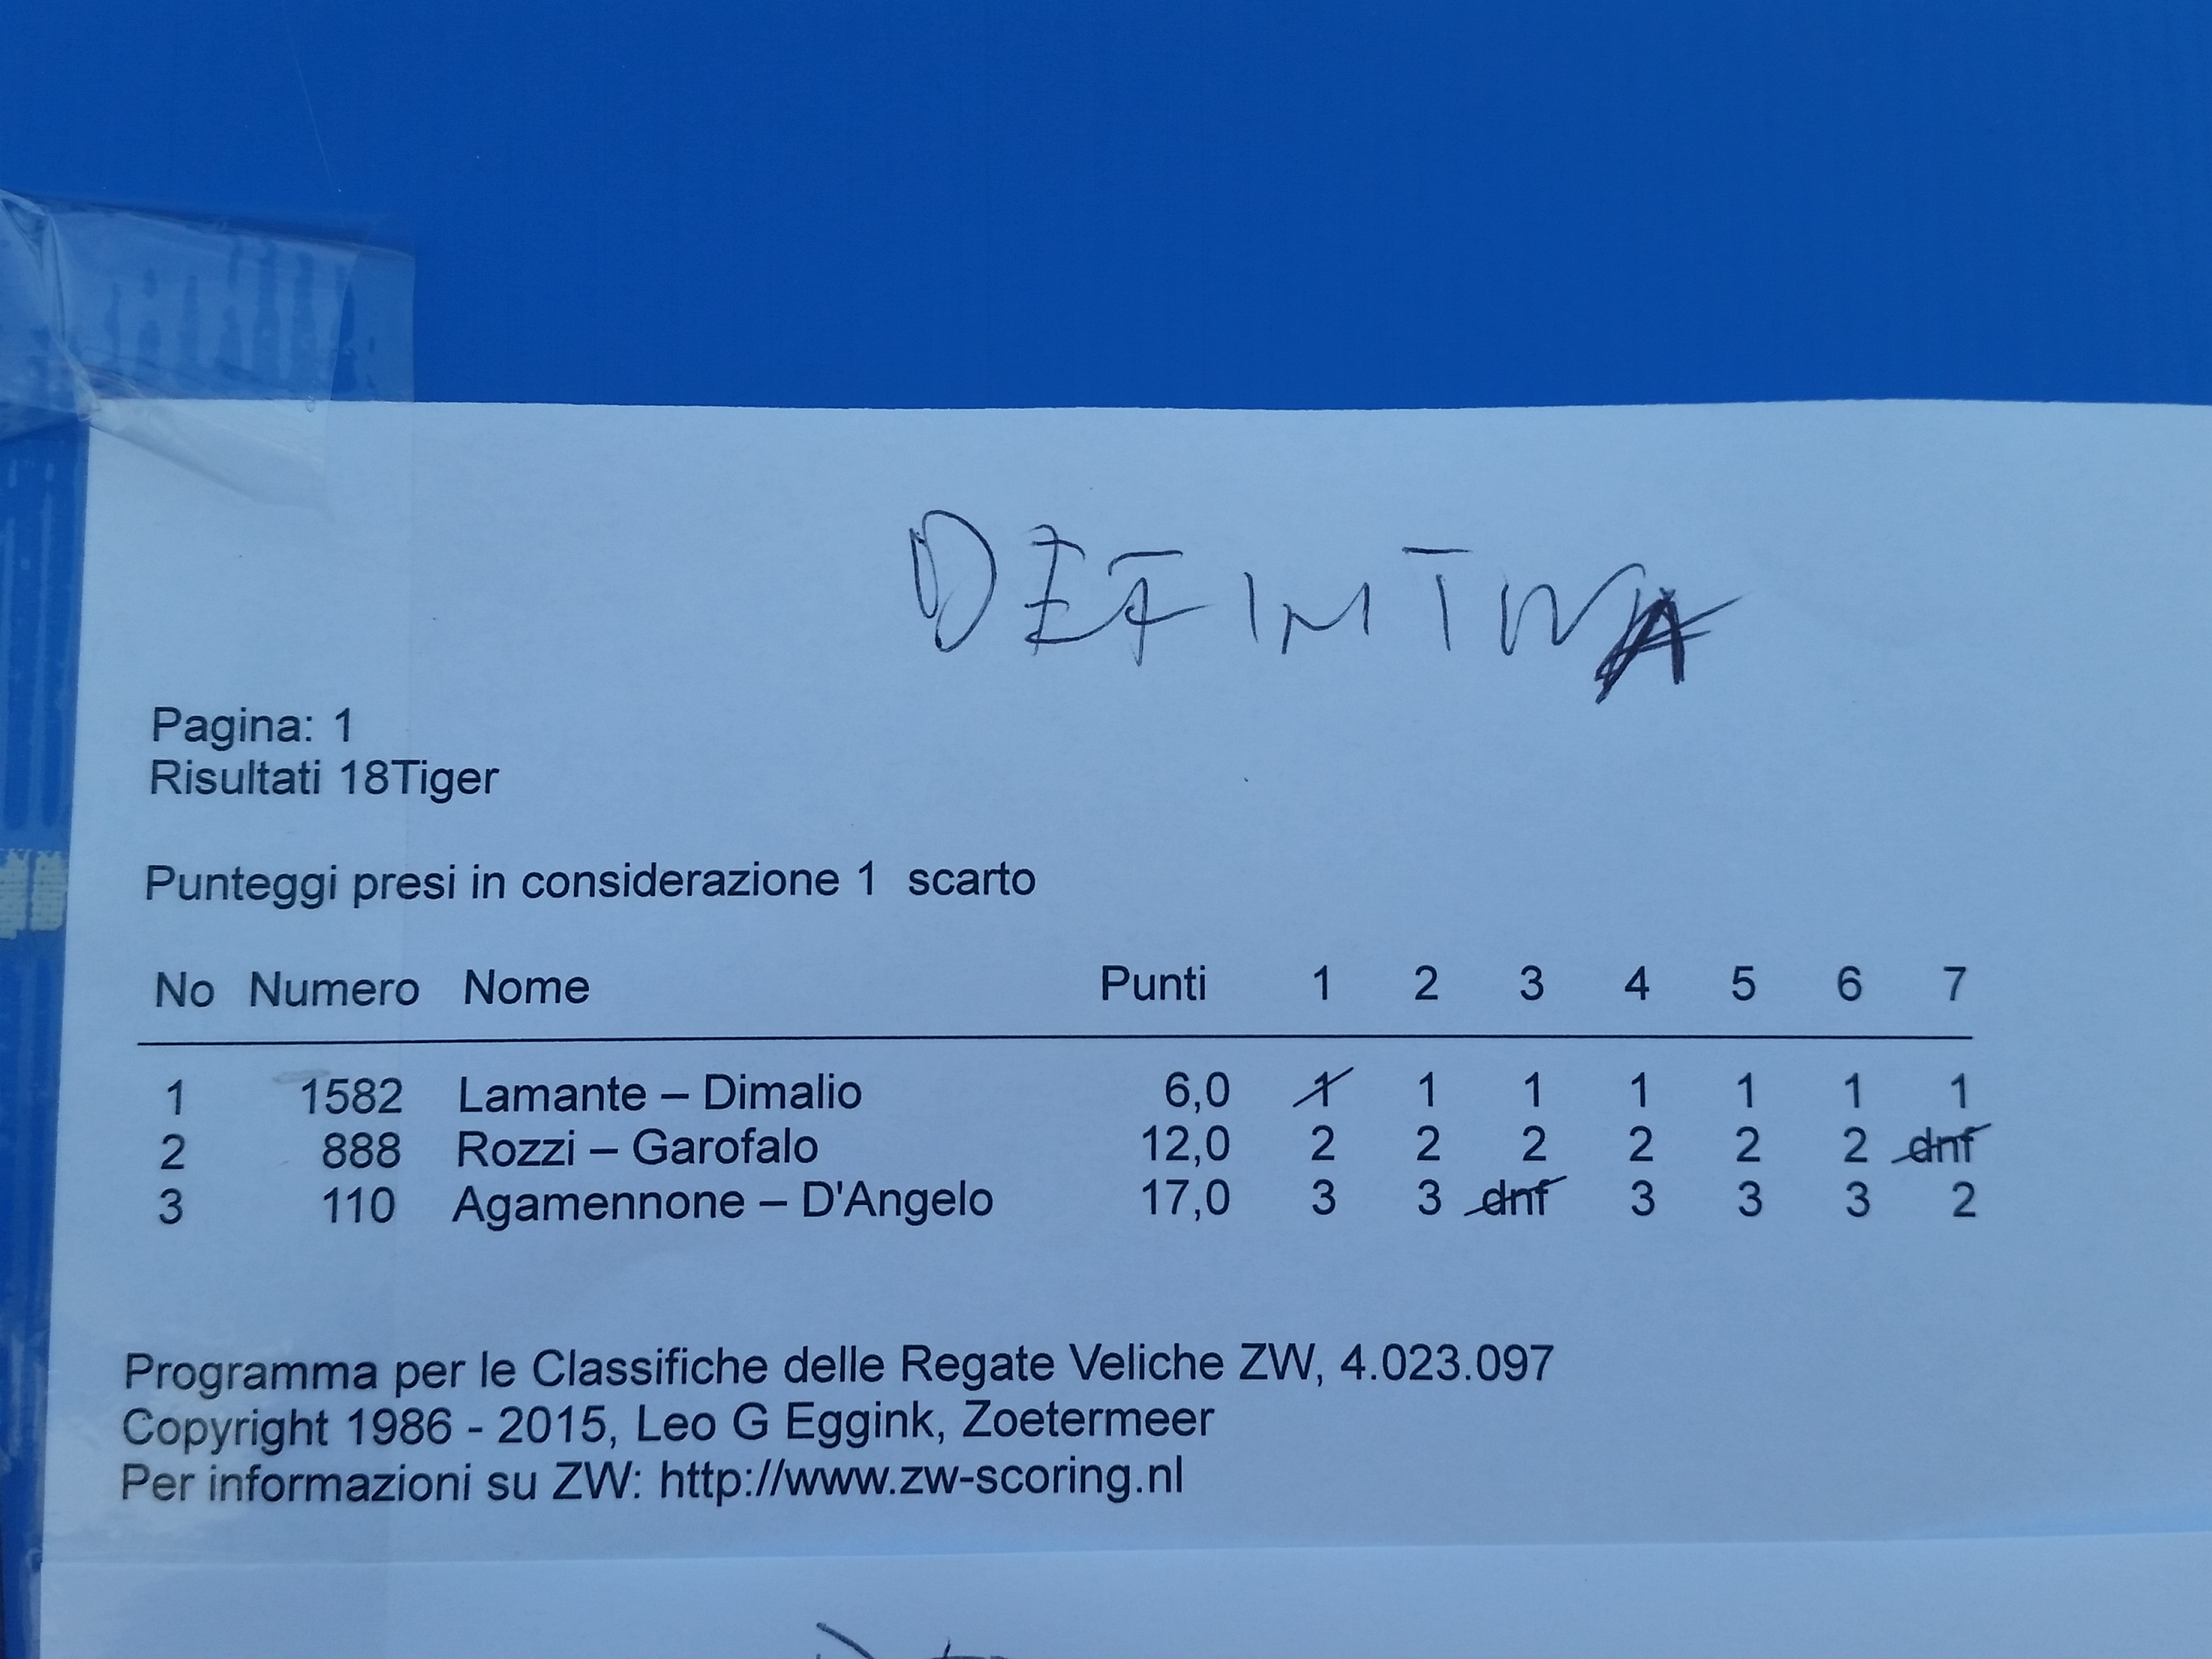 DEFINITIVA
Pagina: 1
Risultati 18Tiger
Punteggi presi in considerazione 1 scarto
No Numero Nome Punti 1 2 3 4 5 6 7
1 1582 Lamante – Dimalio 6,0 1 1 1 1 1 1 1
2 888 Rozzi – Garofalo 12,0 2 2 2 2 2 2 dnf
3 110 Agamennone – D'Angelo 17,0 3 3 dnf 3 3 3 2
Programma per le Classifiche delle Regate Veliche ZW, 4.023.097
Copyright 1986 - 2015, Leo G Eggink, Zoetermeer
Per informazioni su ZW: http://www.zw-scoring.nl